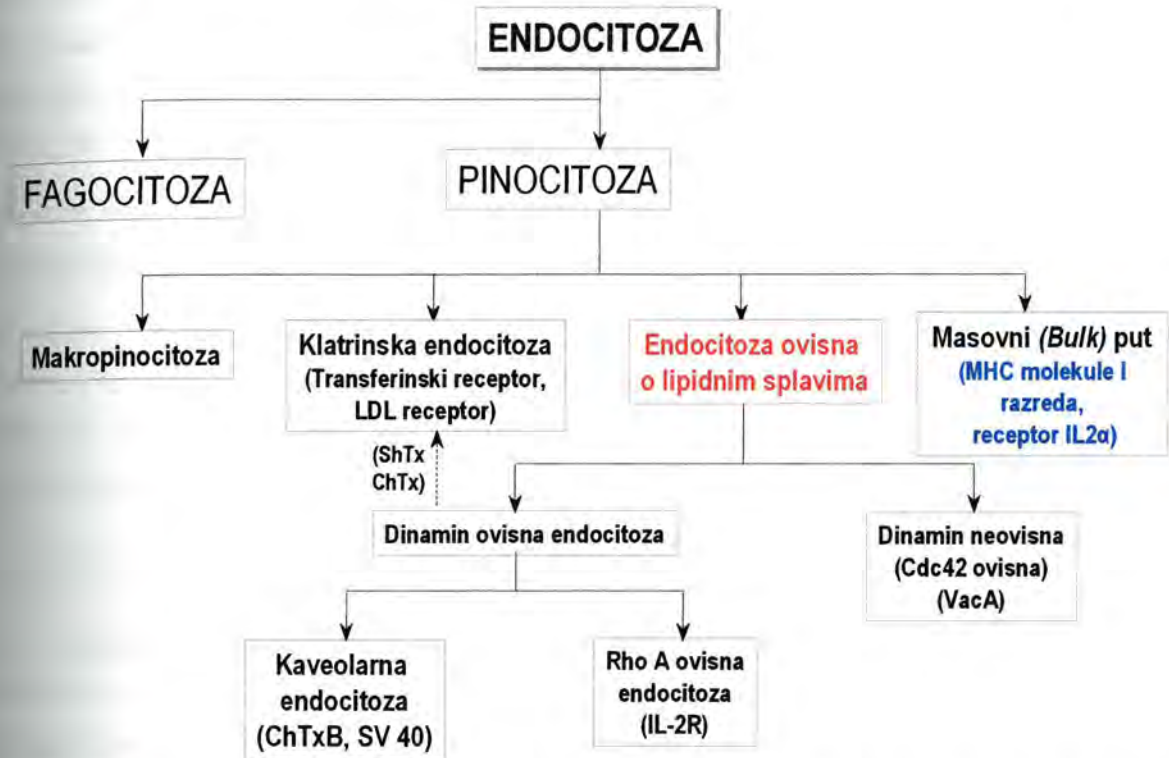 ENDOCITOZA
FAGOCITOZA
PINOCITOZA
Makropinocitoza
Klatrinska endocitoza
(Transferinski receptor,
LDL receptor)
Endocitoza ovisna
o lipidnim splavima
Masovni (Bulk) put
(MHC molekule I
razreda,
receptor IL2α)
(ShTx
ChTx)
Dinamin ovisna endocitoza
Dinamin neovisna
(Cdc42 ovisna)
(VacA)
Kaveolarna
endocitoza
(ChTxB, SV 40)
Rho A ovisna
endocitoza
(IL-2R)